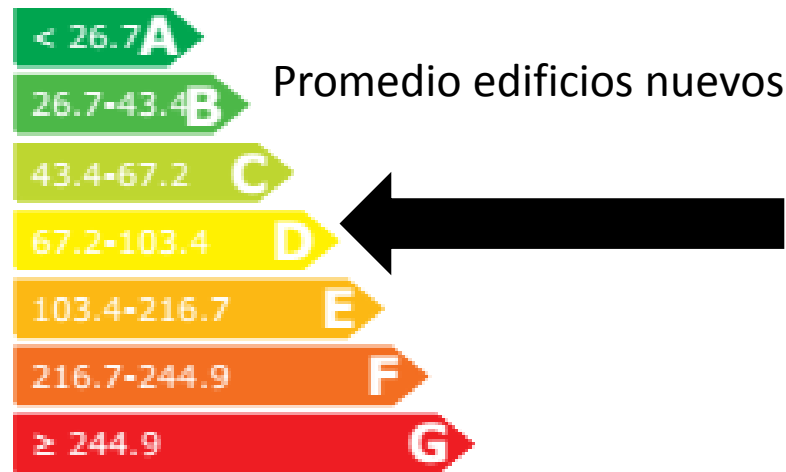 < 26.7 A
Promedio edificios nuevos
26.7-43.4 B
43.4-67.2 C
67.2-103.4 D
103.4-216.7 E
216.7-244.9 F
≥ 244.9 G